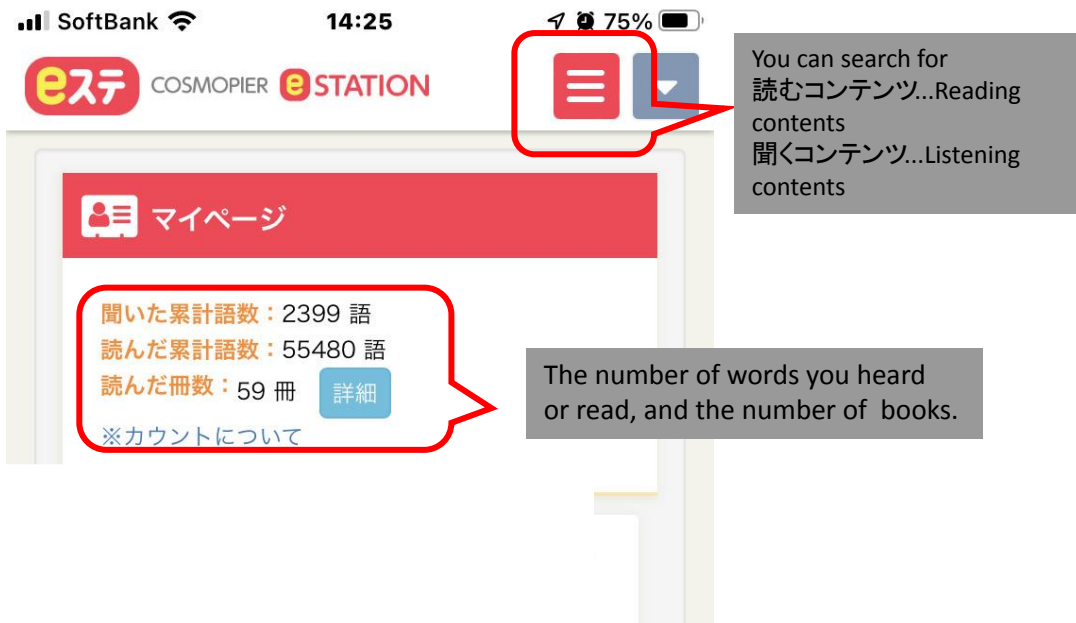 SoftBank 14:25 75%
eステ COSMOPIER e STATION
You can search for
読むコンテンツ...Reading
contents
聞くコンテンツ...Listening
contents
マイページ
聞いた累計語数：2399 語
読んだ累計語数：55480 語
読んだ冊数：59 冊 詳細
※カウントについて
The number of words you heard
or read, and the number of books.